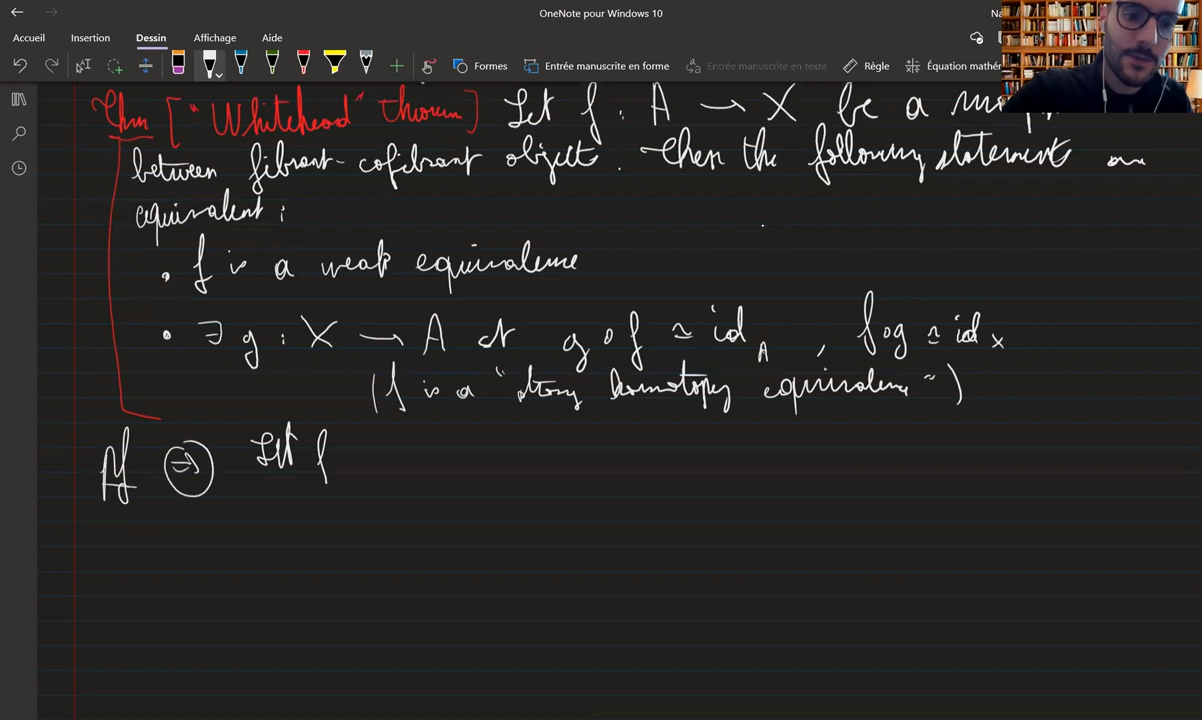 OneNote pour Windows 10
Accueil Insertion Dessin Affichage Aide
Formes Entrée manuscrite en forme Entrée manuscrite en texte Règle Équation mathé
Thm ["Whitehead" theorem] Let f : A → X be a
between fibrant-cofibrant objects. Then the following statement are
equivalent :
• f is a weak equivalence
• ∃ g : X → A st g o f ≃ id_A , f o g ≃ id_X
(f is a "strong homotopy equivalence")
Pf ⇒ Let f